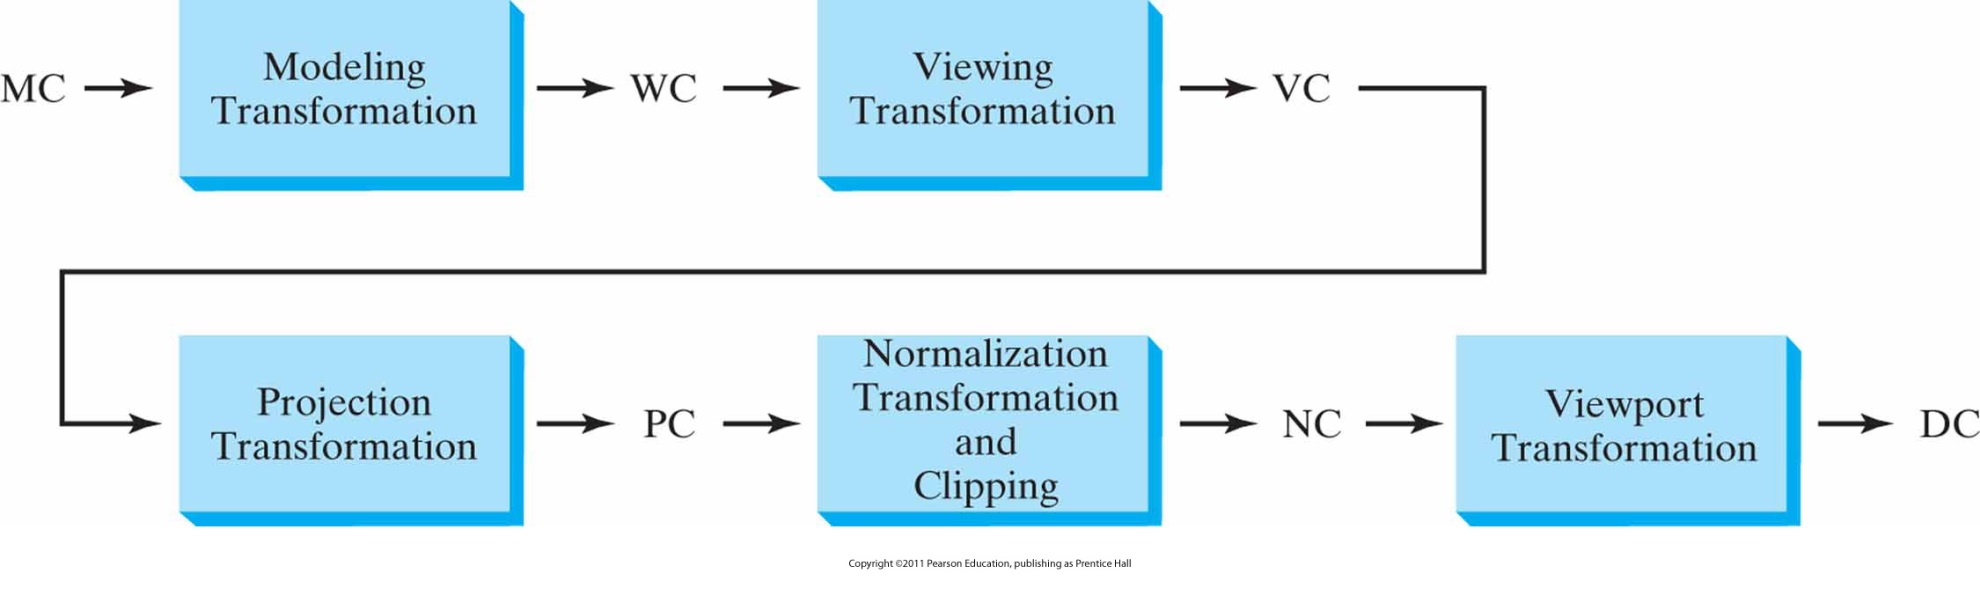 MC
Modeling
Transformation
WC
Viewing
Transformation
VC
Projection
Transformation
PC
Normalization
Transformation
and
Clipping
NC
Viewport
Transformation
DC
Copyright ©2011 Pearson Education, publishing as Prentice Hall